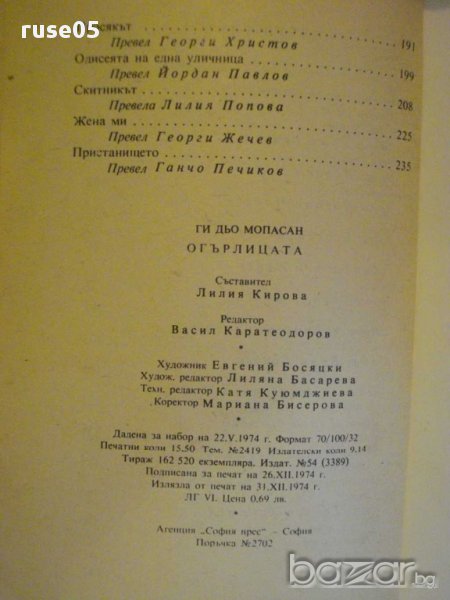 ruse05
191
Превел Георги Христов
Одисеята на една уличница 199
Превел Йордан Павлов
Скитникът 208
Превела Лилия Попова
Жена ми 225
Превел Георги Жечев
Пристанището 235
Превел Ганчо Печиков
ГИ ДЬО МОПАСАН
ОГЪРЛИЦАТА
Съставител
Лилия Кирова
Редактор
Васил Каратеодоров
Художник Евгений Босяцки
Худож. редактор Лиляна Басарева
Техн. редактор Катя Куюмджиева
Коректор Мариана Бисерова
Дадена за набор на 22.V.1974 г. Формат 70/100/32
Печатни коли 15,50 Тем. №2419 Издателски коли 9,14
Тираж 162 520 екземпляра. Издат. №54 (3389)
Подписана за печат на 26.XII.1974 г.
Излязла от печат на 31.XII.1974 г.
ЛГ VI. Цена 0,69 лв.
Агенция „София прес“ – София
Поръчка №2702
bazar.бг